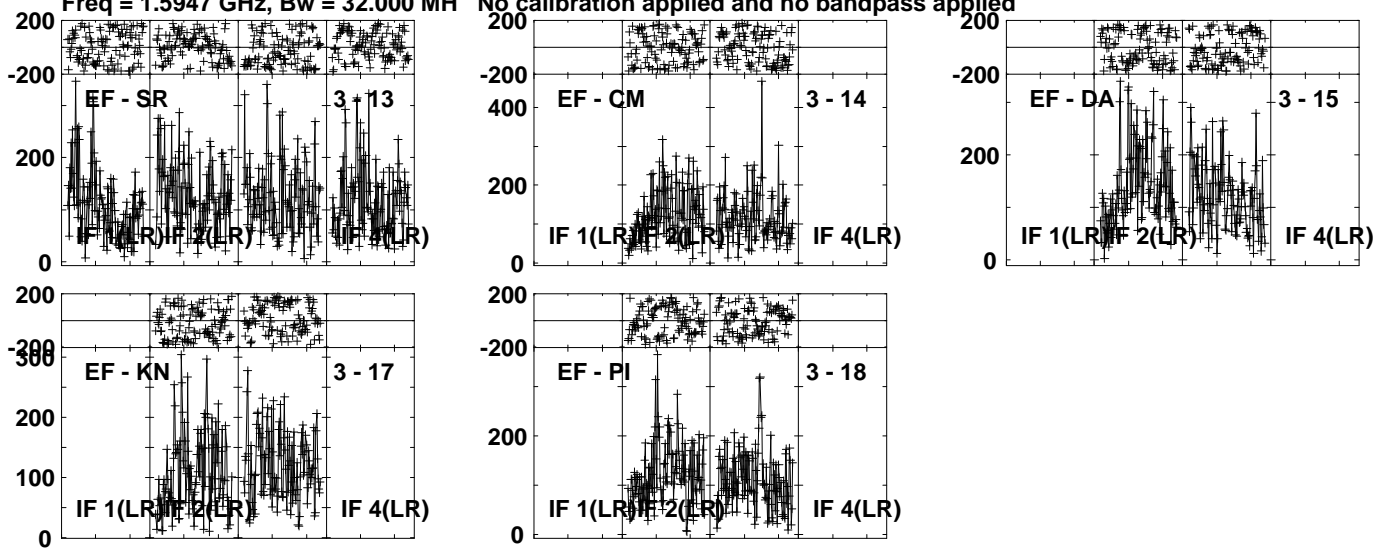 Freq = 1.5947 GHz, Bw = 32.000 MH No calibration applied and no bandpass applied
200
-200
EF - SR
3 - 13
200
0
IF 1(LR)
IF 2(LR)
IF 4(LR)
200
-200
EF - CM
3 - 14
400
200
0
IF 1(LR)
IF 2(LR)
IF 4(LR)
200
-200
EF - DA
3 - 15
200
0
IF 1(LR)
IF 2(LR)
IF 4(LR)
200
-200
300
EF - KN
3 - 17
200
100
0
IF 1(LR)
IF 2(LR)
IF 4(LR)
200
-200
EF - PI
3 - 18
200
0
IF 1(LR)
IF 2(LR)
IF 4(LR)